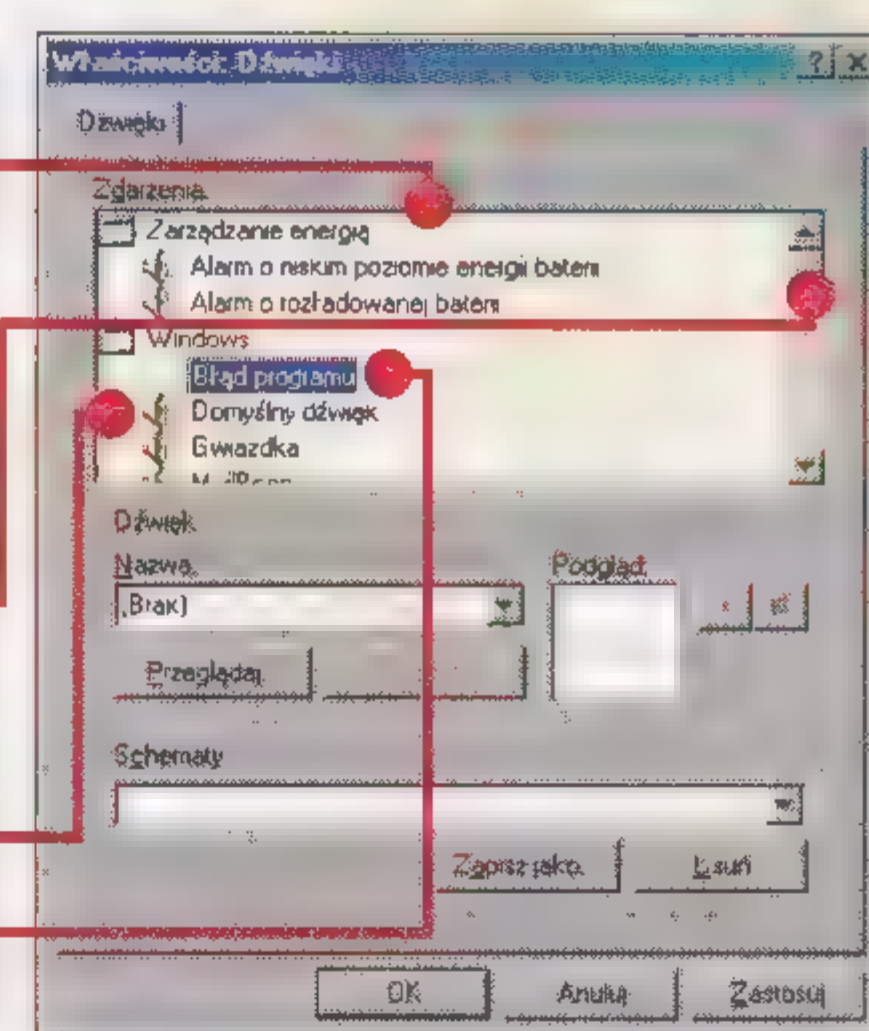 Właściwości: Dźwięki
Dźwięki
Zdarzenia:
Zarządzanie energią
Alarm o niskim poziomie energii baterii
Alarm o rozładowanej baterii
Windows
Błąd programu
Domyślny dźwięk
Gwiazdka
Dźwięk
Nazwa:
Podgląd:
(Brak)
Przeglądaj
Schematy
Zapisz jako
Usuń
OK Anuluj Zastosuj